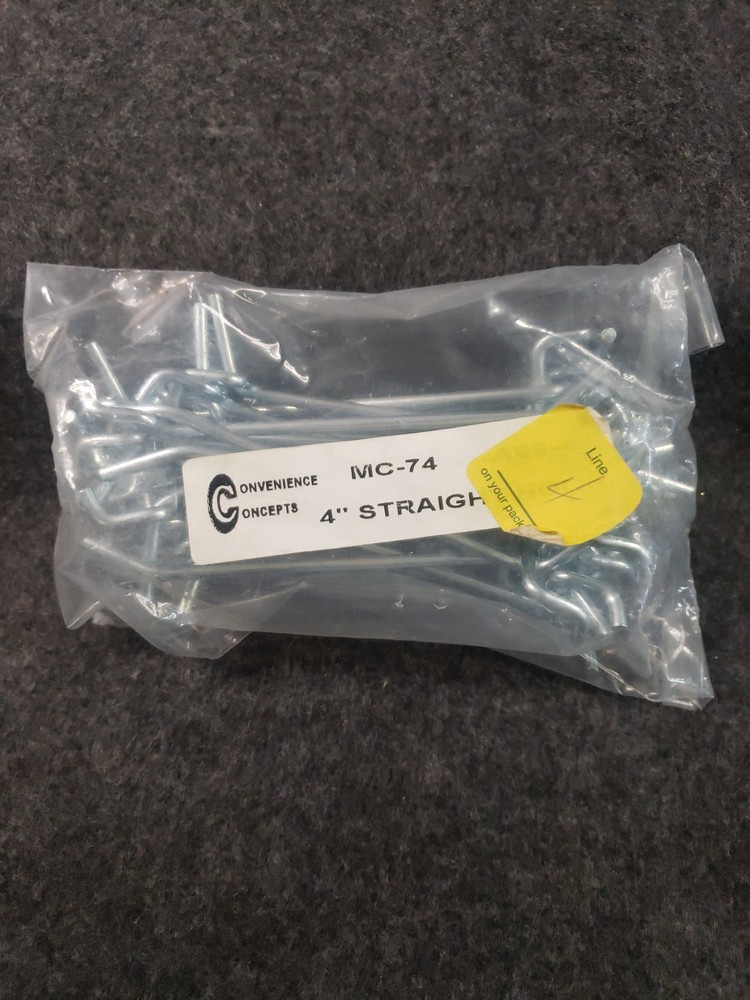 CONVENIENCE
CONCEPTS
MC-74
4" STRAIGH
Line
4
on your pack